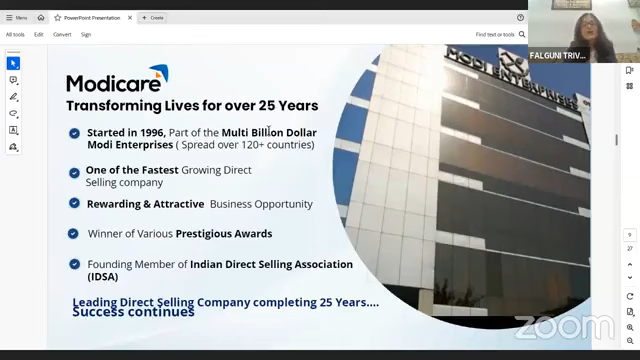 Menu
PowerPoint Presentation
Create
All tools
Edit
Convert
Sign
Find text or tools
FALGUNI TRIV...
Modicare
Transforming Lives for over 25 Years
Started in 1996, Part of the Multi Billion Dollar
Modi Enterprises ( Spread over 120+ countries)
One of the Fastest Growing Direct
Selling company
Rewarding & Attractive Business Opportunity
Winner of Various Prestigious Awards
Founding Member of Indian Direct Selling Association
(IDSA)
Leading Direct Selling Company completing 25 Years....
Success continues
MODI ENTERPRISES
9
27
zoom